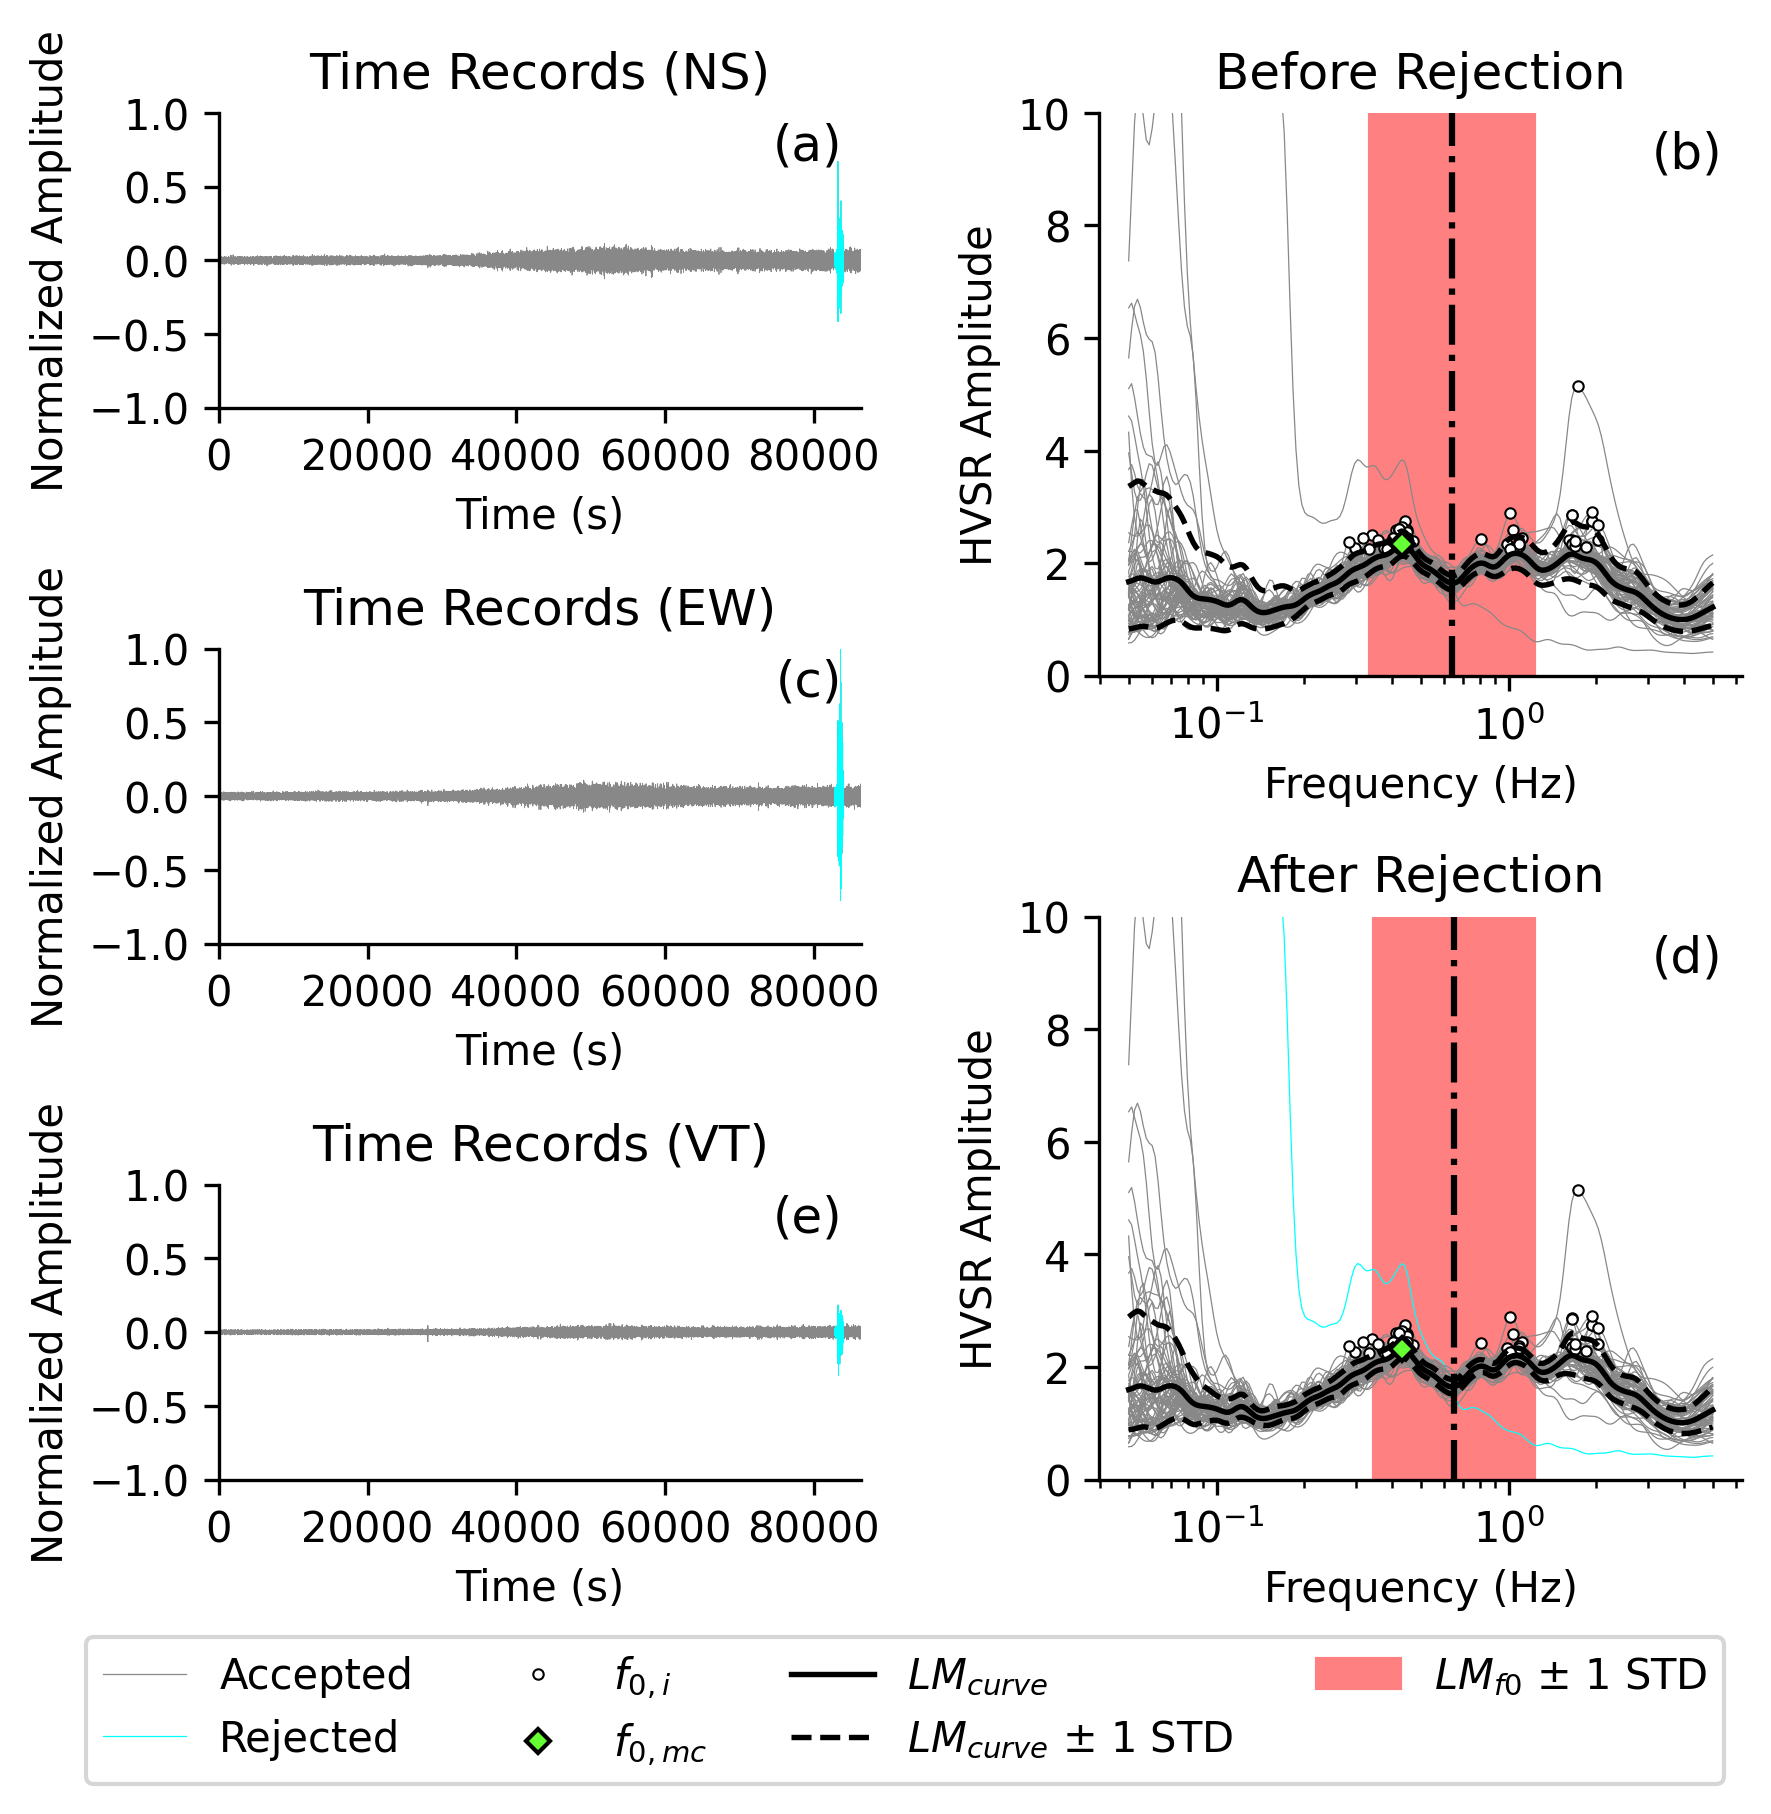 Time Records (NS)
Normalized Amplitude
1.0
0.5
0.0
−0.5
−1.0
(a)
0 20000 40000 60000 80000
Time (s)
Before Rejection
HVSR Amplitude
10
8
6
4
2
0
(b)
10⁻¹ 10⁰
Frequency (Hz)
Time Records (EW)
Normalized Amplitude
1.0
0.5
0.0
−0.5
−1.0
(c)
0 20000 40000 60000 80000
Time (s)
After Rejection
HVSR Amplitude
10
8
6
4
2
0
(d)
10⁻¹ 10⁰
Frequency (Hz)
Time Records (VT)
Normalized Amplitude
1.0
0.5
0.0
−0.5
−1.0
(e)
0 20000 40000 60000 80000
Time (s)
Accepted
Rejected
f0,i
f0,mc
LMcurve
LMcurve ± 1 STD
LMf0 ± 1 STD